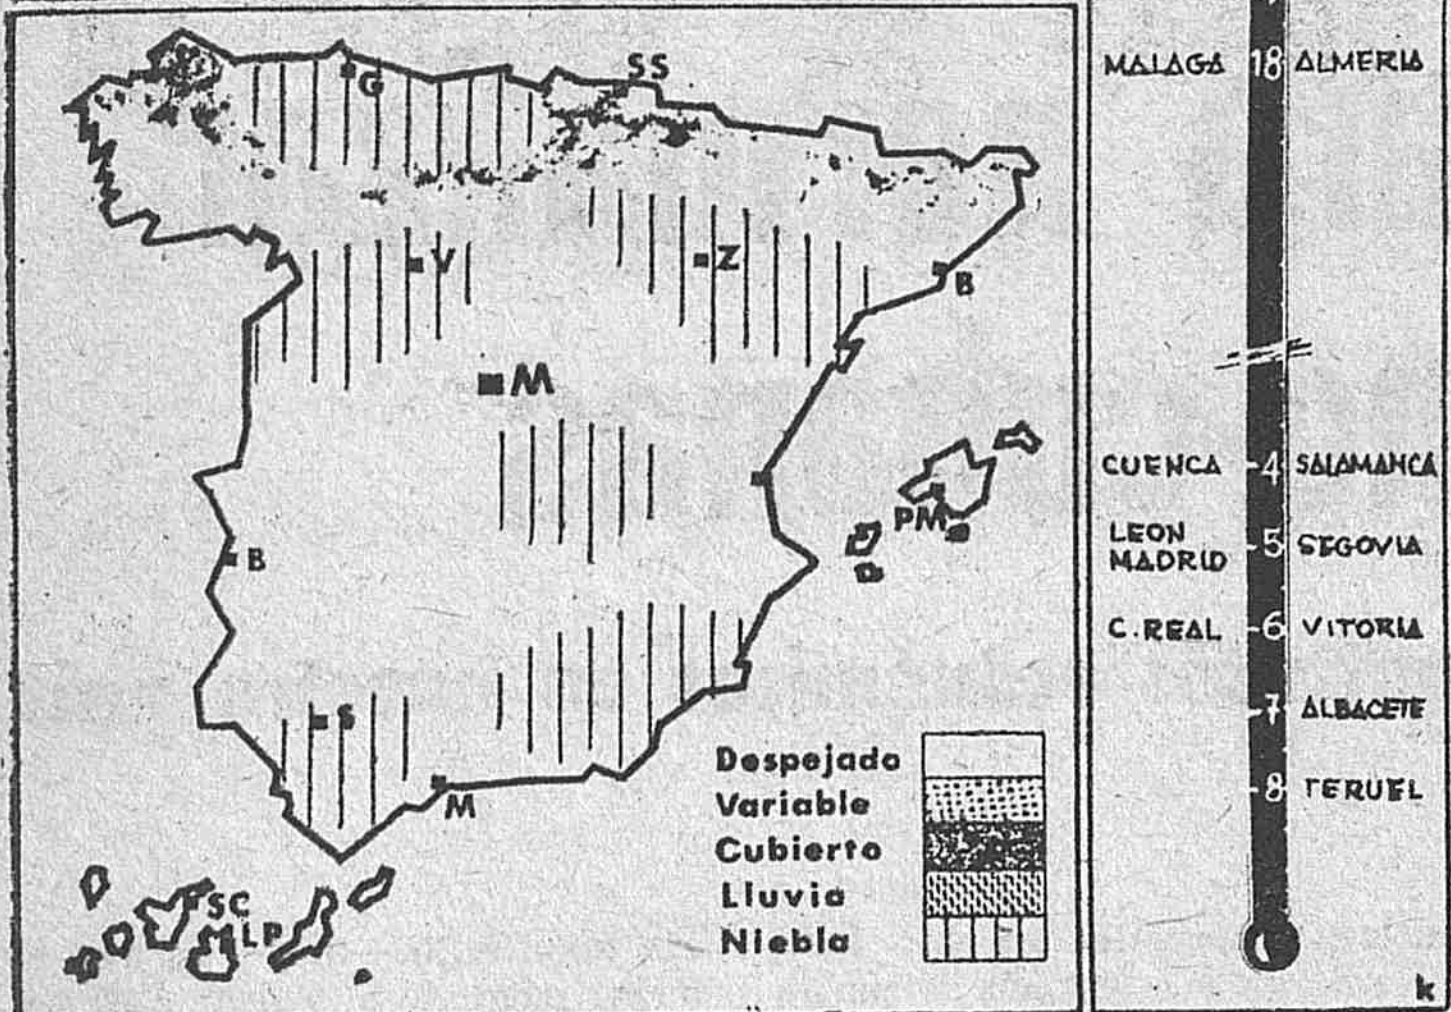 SS
G
V
Z
B
M
PM
B
S
M
SC
LP
Despejado
Variable
Cubierto
Lluvia
Niebla
MALAGA 18 ALMERIA
CUENCA -4 SALAMANCA
LEON
MADRID -5 SEGOVIA
C.REAL -6 VITORIA
-7 ALBACETE
-8 TERUEL
k